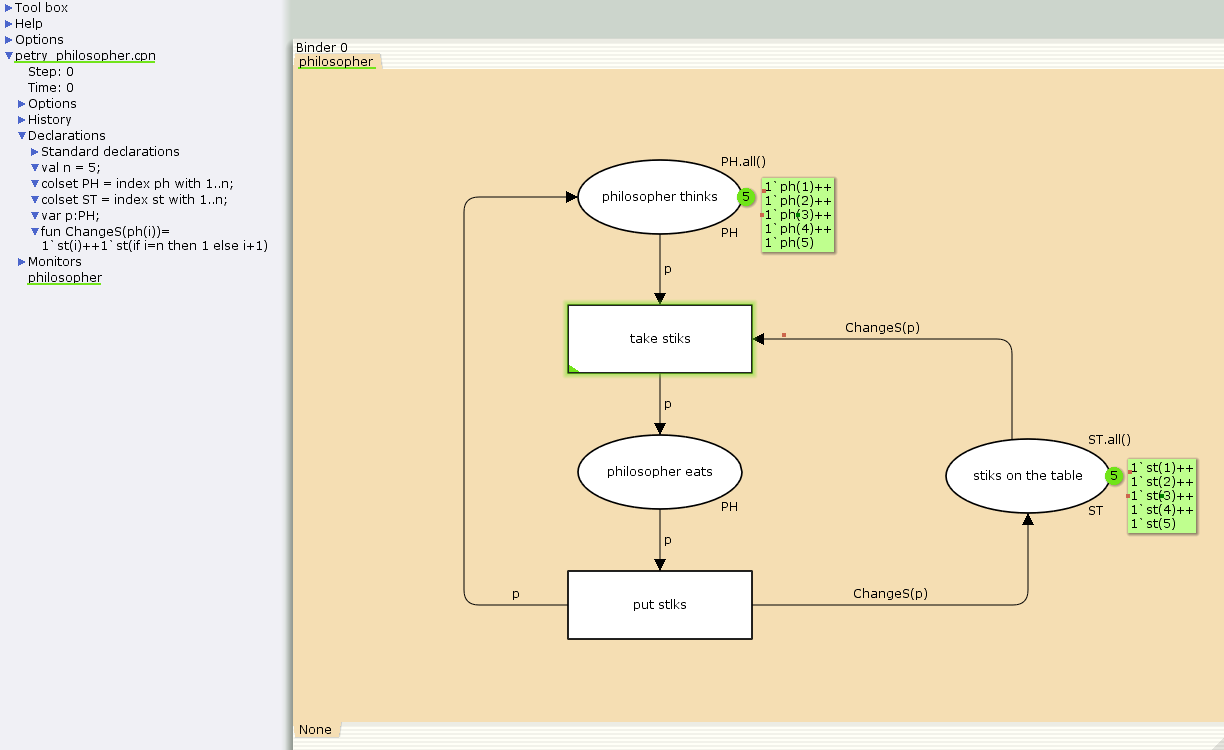 Tool box
Help
Options
petry_philosopher.cpn
Step: 0
Time: 0
Options
History
Declarations
Standard declarations
val n = 5;
colset PH = index ph with 1..n;
colset ST = index st with 1..n;
var p:PH;
fun ChangeS(ph(i))=
1`st(i)++1`st(if i=n then 1 else i+1)
Monitors
philosopher
Binder 0
philosopher
PH.all()
philosopher thinks
5
1`ph(1)++
1`ph(2)++
1`ph(3)++
1`ph(4)++
1`ph(5)
PH
p
take stiks
ChangeS(p)
p
philosopher eats
PH
ST.all()
stiks on the table
5
1`st(1)++
1`st(2)++
1`st(3)++
1`st(4)++
1`st(5)
ST
p
p
put stlks
ChangeS(p)
None